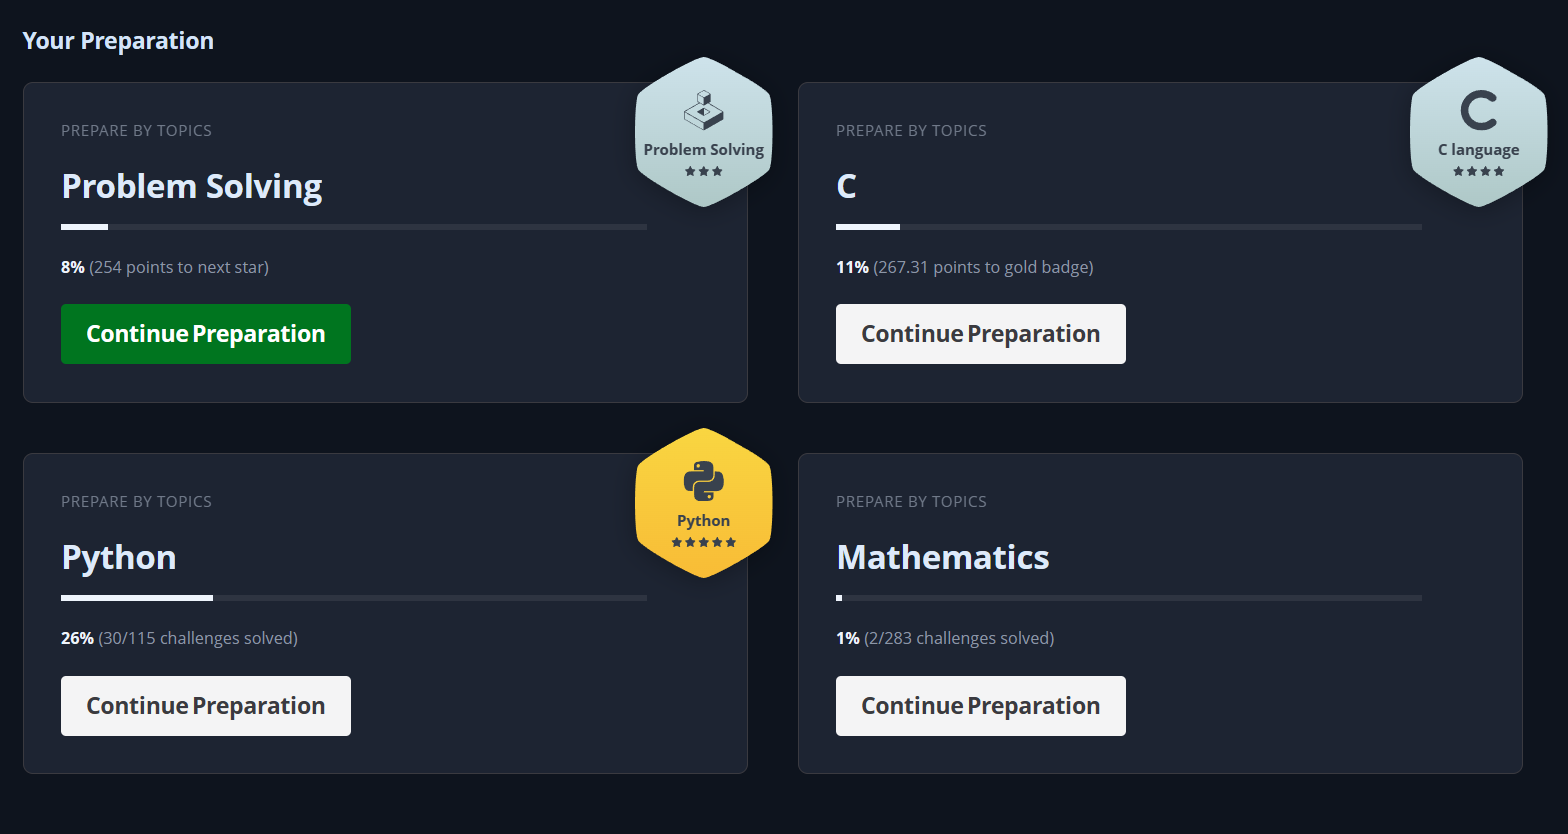 Your Preparation
PREPARE BY TOPICS
Problem Solving
Problem Solving
8% (254 points to next star)
Continue Preparation
PREPARE BY TOPICS
C language
C
11% (267.31 points to gold badge)
Continue Preparation
PREPARE BY TOPICS
Python
Python
26% (30/115 challenges solved)
Continue Preparation
PREPARE BY TOPICS
Mathematics
1% (2/283 challenges solved)
Continue Preparation